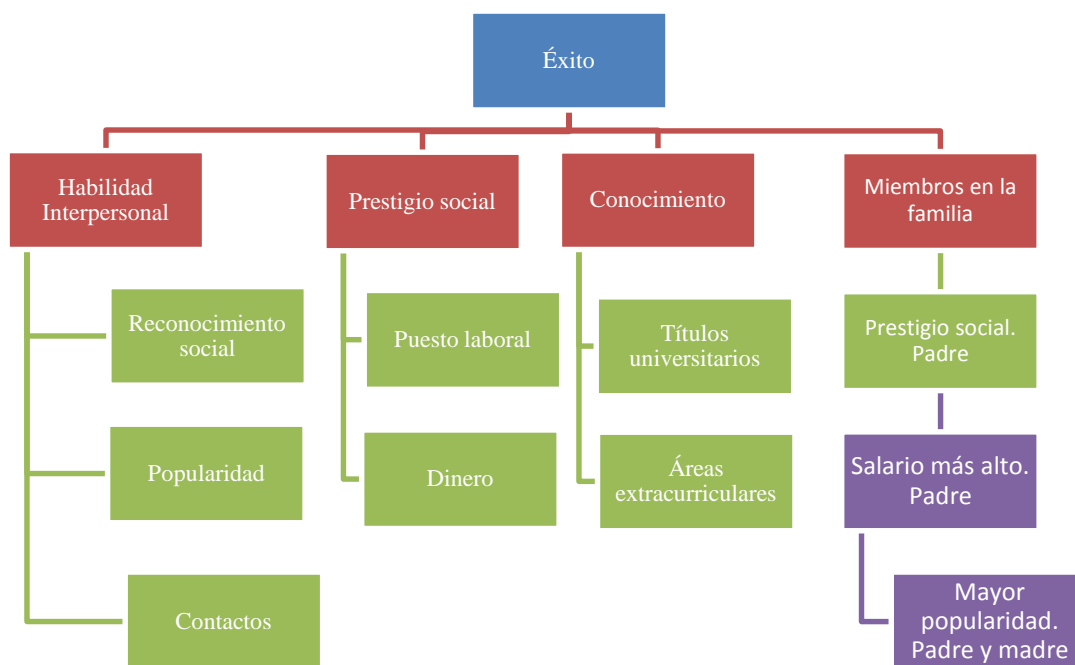 Éxito
Habilidad
Interpersonal
Prestigio social
Conocimiento
Miembros en la
familia
Reconocimiento
social
Puesto laboral
Títulos
universitarios
Prestigio social.
Padre
Popularidad
Dinero
Áreas
extracurriculares
Salario más alto.
Padre
Contactos
Mayor
popularidad.
Padre y madre